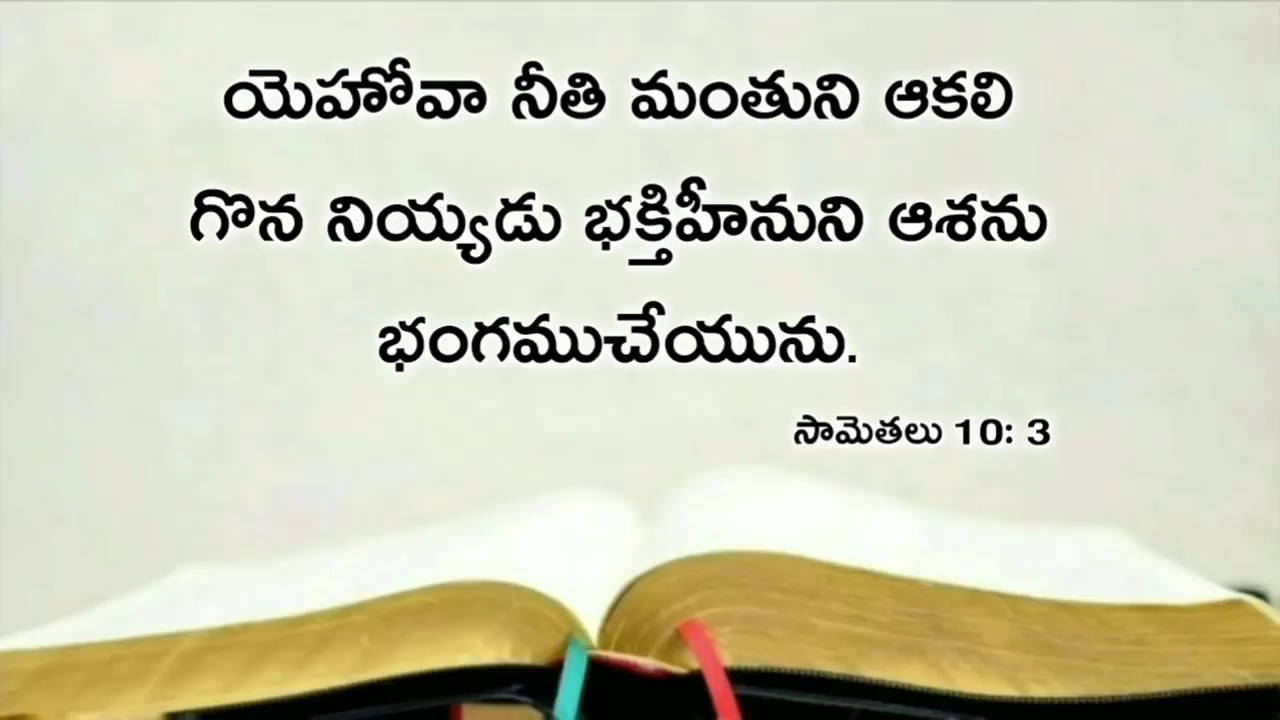 యెహోవా నీతి మంతుని ఆకలి
గొన నియ్యడు భక్తిహీనుని ఆశను
భంగముచేయును.
సామెతలు 10: 3